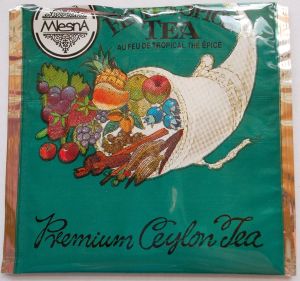 MlesnA
TEA
AU FEU DE TROPICAL THÉ ÉPICE
Premium Ceylon Tea